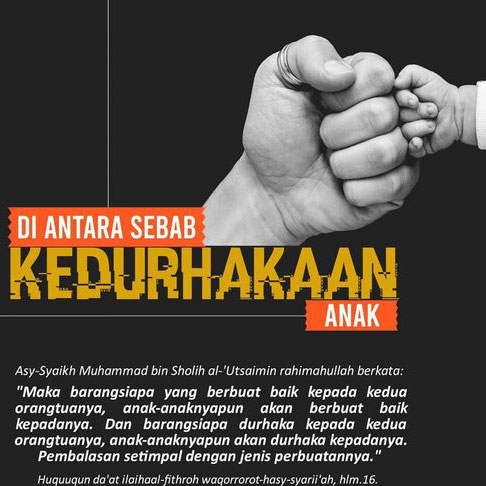 DI ANTARA SEBAB
KEDURHAKAAN
ANAK
Asy-Syaikh Muhammad bin Sholih al-'Utsaimin rahimahullah berkata:
"Maka barangsiapa yang berbuat baik kepada kedua
orangtuanya, anak-anaknyapun akan berbuat baik
kepadanya. Dan barangsiapa durhaka kepada kedua
orangtuanya, anak-anaknyapun akan durhaka kepadanya.
Pembalasan setimpal dengan jenis perbuatannya."
Huquuqun da'at ilaihaal-fithroh waqorrorot-hasy-syarii'ah, hlm.16.